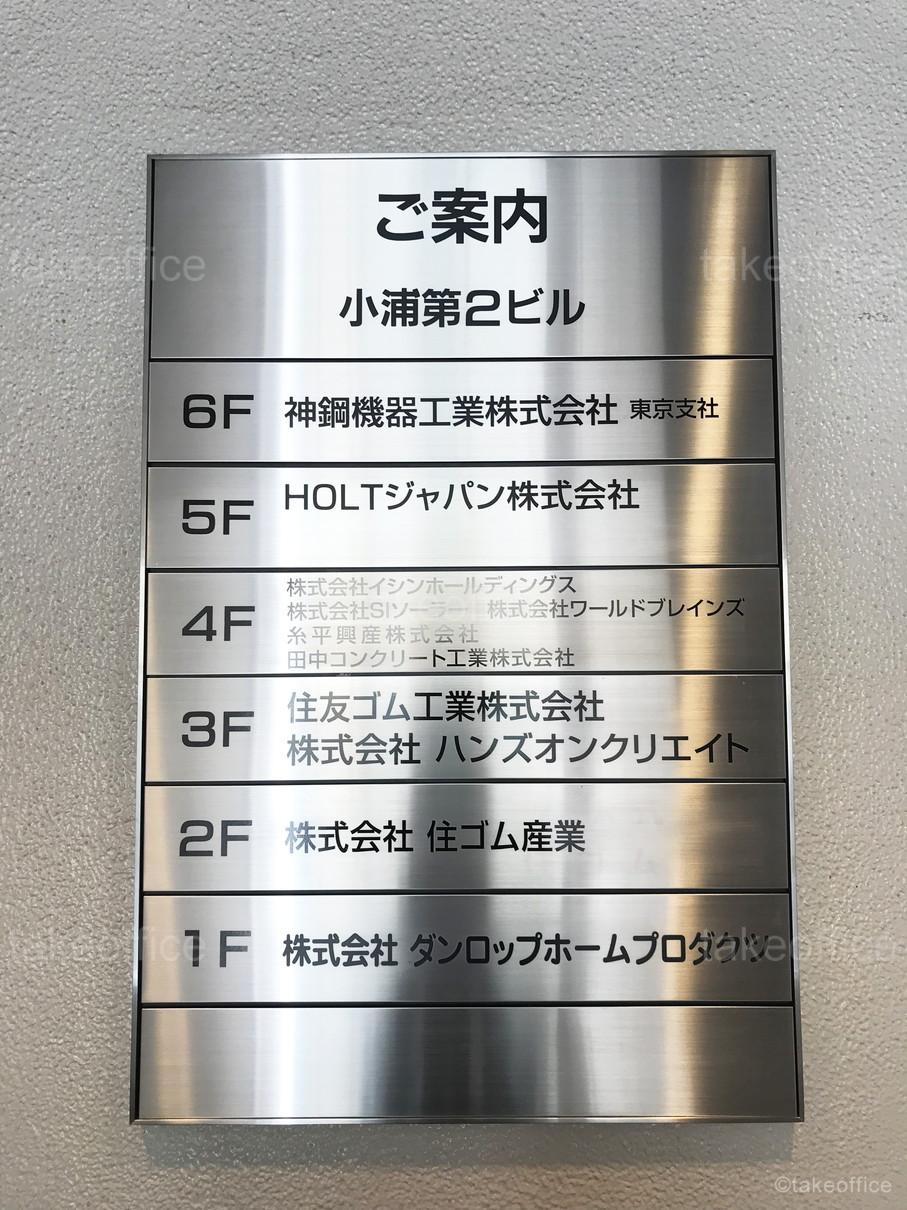 ご案内
小浦第2ビル
6F 神鋼機器工業株式会社 東京支社
5F HOLTジャパン株式会社
4F
株式会社イシンホールディングス
株式会社SIソーラー 株式会社ワールドブレインズ
糸平興産株式会社
田中コンクリート工業株式会社
3F
住友ゴム工業株式会社
株式会社 ハンズオンクリエイト
2F 株式会社 住ゴム産業
1F 株式会社 ダンロップホームプロダクツ
takeoffice
takeoffice
takeoffice
takeoffice
©takeoffice